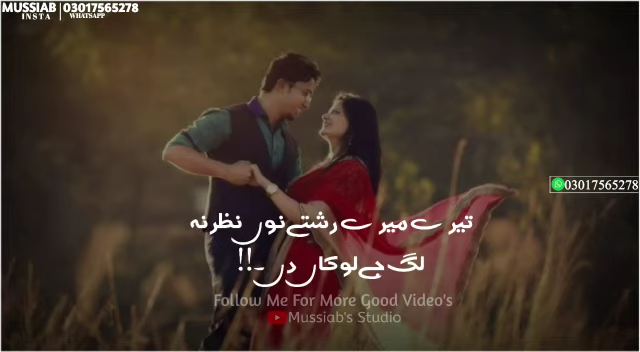 MUSSIAB | 03017565278
INSTA | WHATSAPP
03017565278
تیرے میرے رشتے نوں نظر نہ
لگ جے لوکاں دی۔!!
Follow Me For More Good Video's
Mussiab's Studio